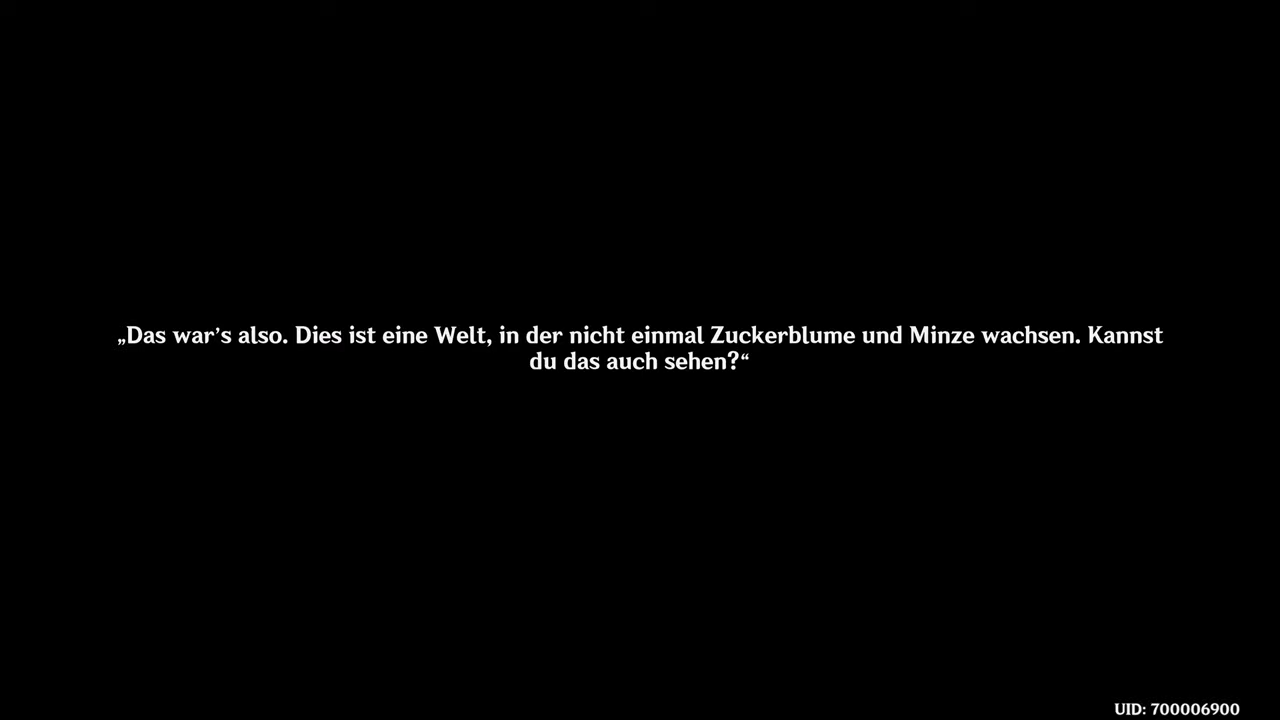 „Das war’s also. Dies ist eine Welt, in der nicht einmal Zuckerblume und Minze wachsen. Kannst
du das auch sehen?“
UID: 700006900